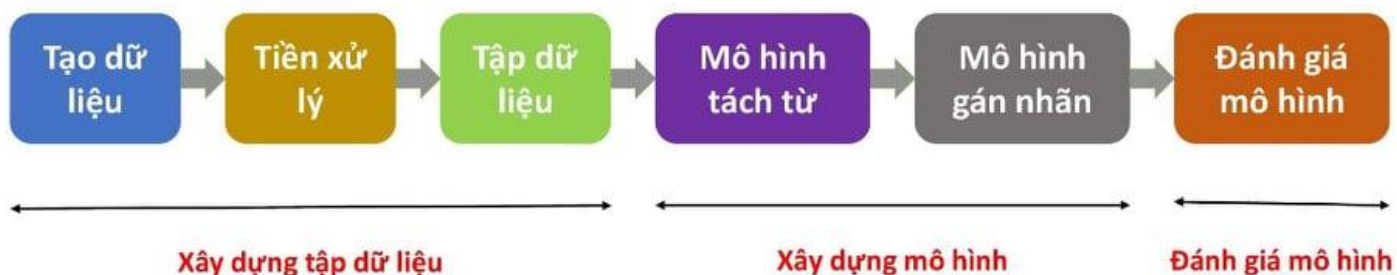 Tạo dữ
liệu
Tiền xử
lý
Tập dữ
liệu
Mô hình
tách từ
Mô hình
gán nhãn
Đánh giá
mô hình
Xây dựng tập dữ liệu
Xây dựng mô hình
Đánh giá mô hình